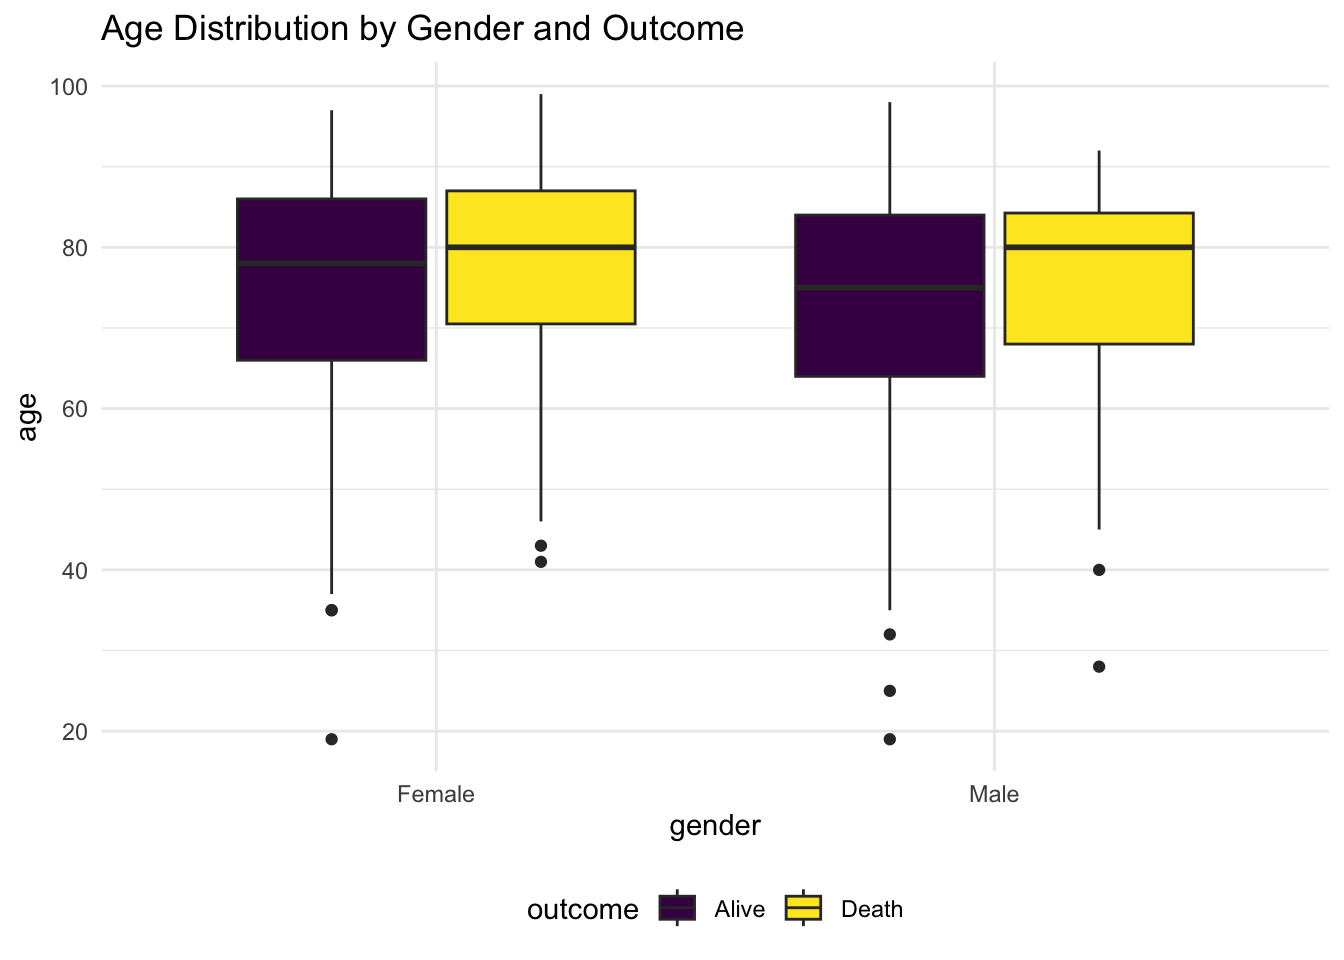 Age Distribution by Gender and Outcome
100
80
60
40
20
age
Female Male
gender
outcome Alive Death